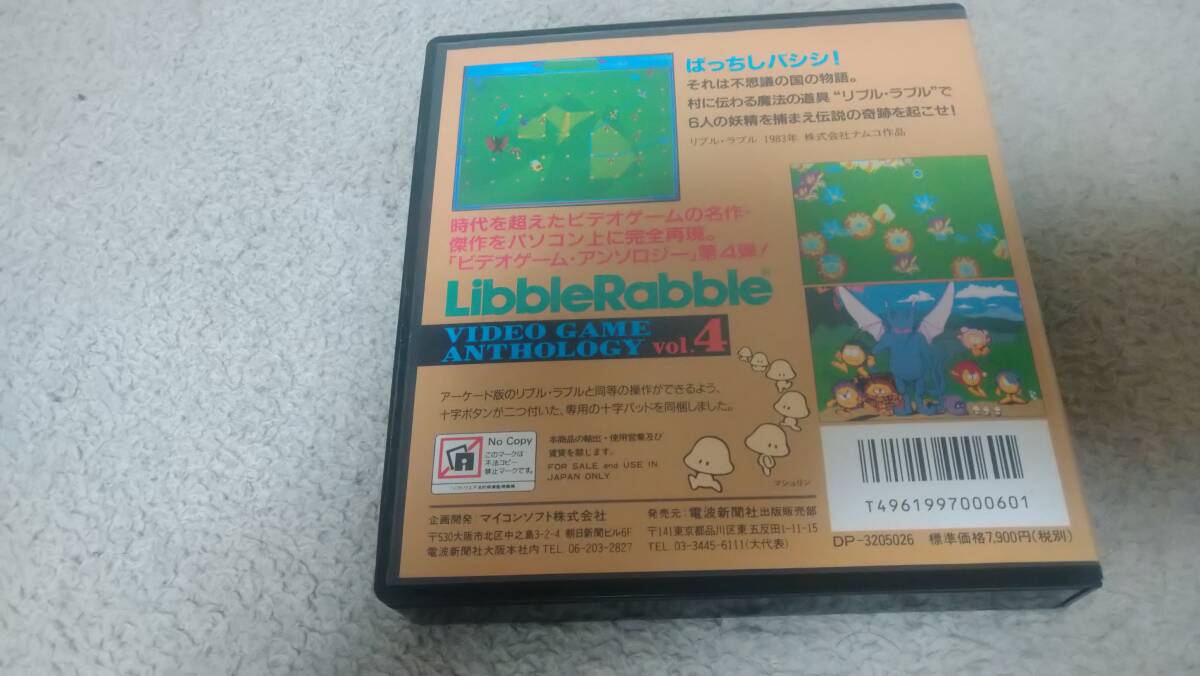 ばっちしパシシ!
それは不思議の国の物語。
村に伝わる魔法の道具“リブル・ラブル”で
6人の妖精を捕まえ伝説の奇跡を起こせ!
リブル・ラブル 1983年 株式会社ナムコ作品
時代を超えたビデオゲームの名作・
傑作をパソコン上に完全再現。
「ビデオゲーム・アンソロジー」第4弾!
LibbleRabble®
VIDEO GAME
ANTHOLOGY vol.4
アーケード版のリブル・ラブルと同等の操作ができるよう、
十字ボタンが二つ付いた、専用の十字パッドを同梱しました。
No Copy
このマークは
不法コピー
禁止マークです。
本商品の輸出・使用営業及び
賃貸を禁じます。
FOR SALE and USE IN
JAPAN ONLY
マシュリン
企画開発:マイコンソフト株式会社
〒530大阪市北区中之島3-2-4 朝日新聞ビル6F
電波新聞社大阪本社内 TEL 06-203-2827
発売元:電波新聞社出版販売部
〒141東京都品川区東五反田1-11-15
TEL 03-3445-6111(大代表)
T4961997000601
DP-3205026 標準価格7,900円(税別)